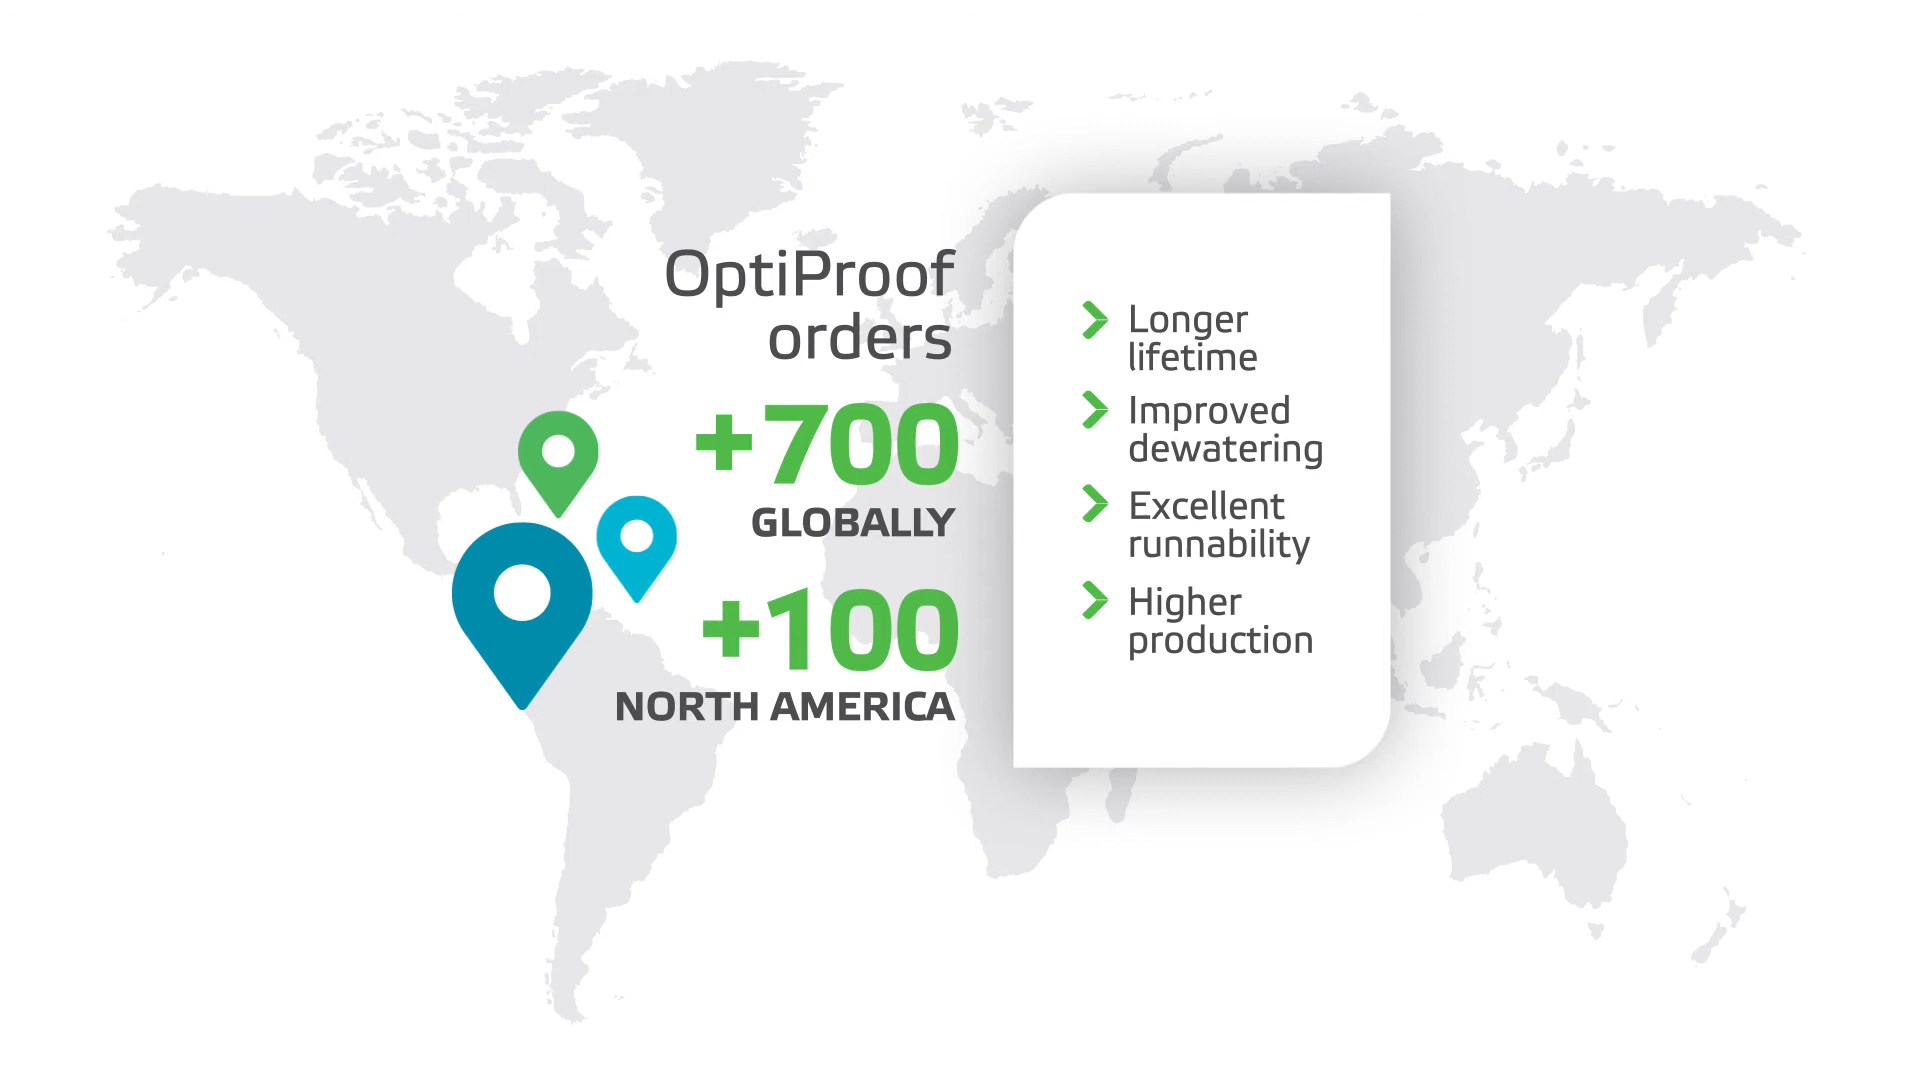 OptiProof
orders
+700
GLOBALLY
+100
NORTH AMERICA
Longer
lifetime
Improved
dewatering
Excellent
runnability
Higher
production